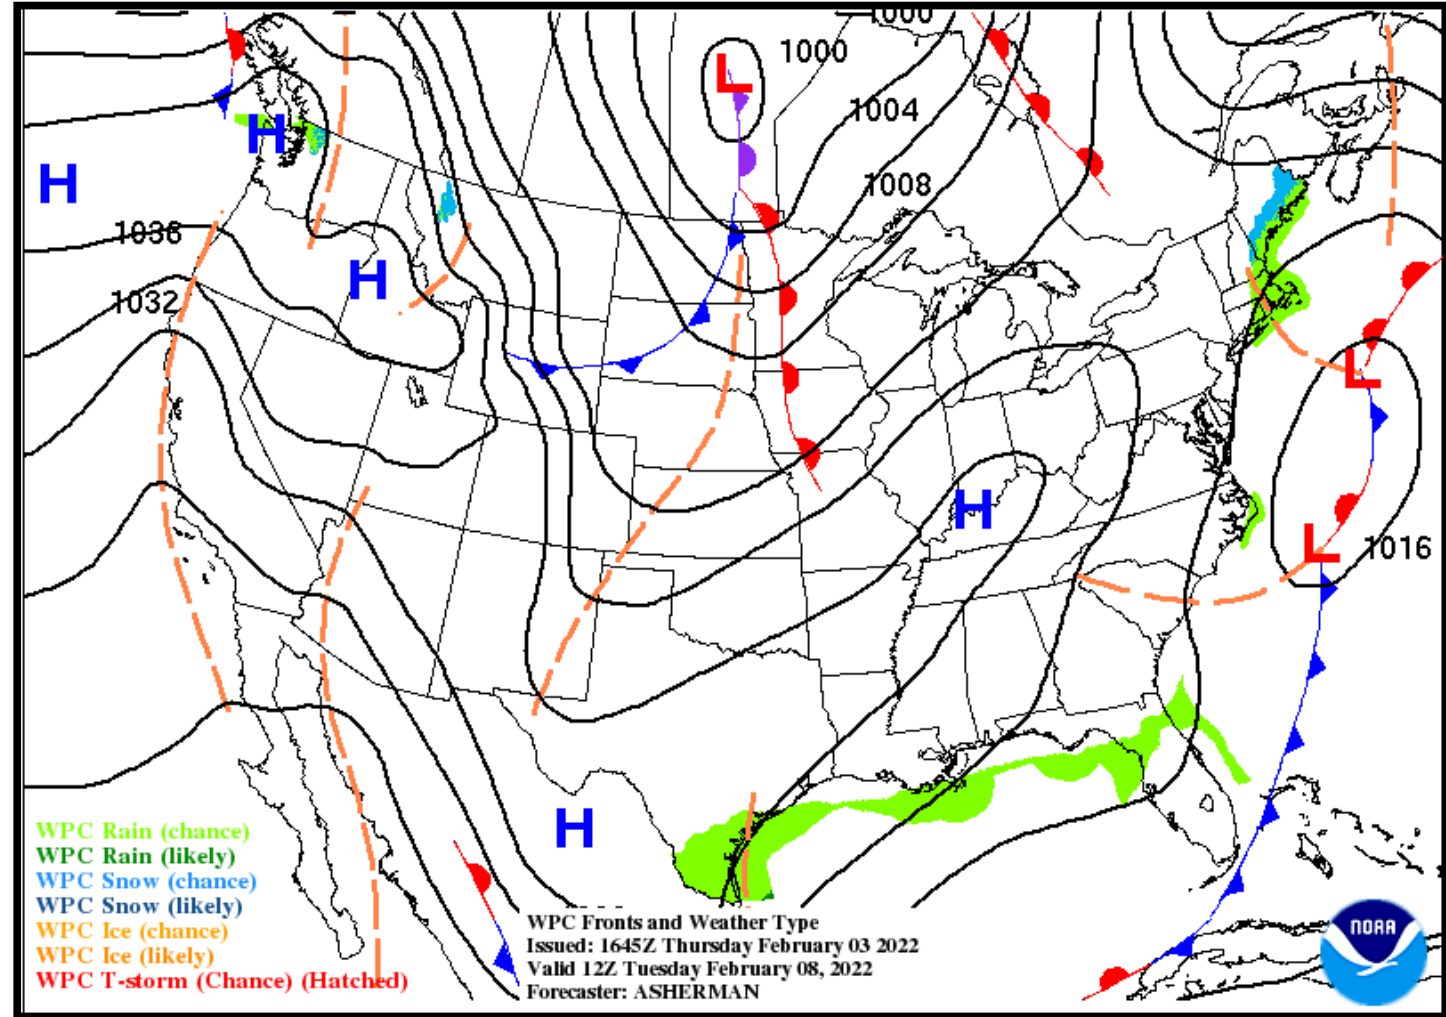 1000
L
1000
1004
H
H
1008
1036
H
1032
L
H
L
1016
H
WPC Rain (chance)
WPC Rain (likely)
WPC Snow (chance)
WPC Snow (likely)
WPC Ice (chance)
WPC Ice (likely)
WPC T-storm (Chance) (Hatched)
WPC Fronts and Weather Type
Issued: 1645Z Thursday February 03 2022
Valid 12Z Tuesday February 08, 2022
Forecaster: ASHERMAN
NOAA